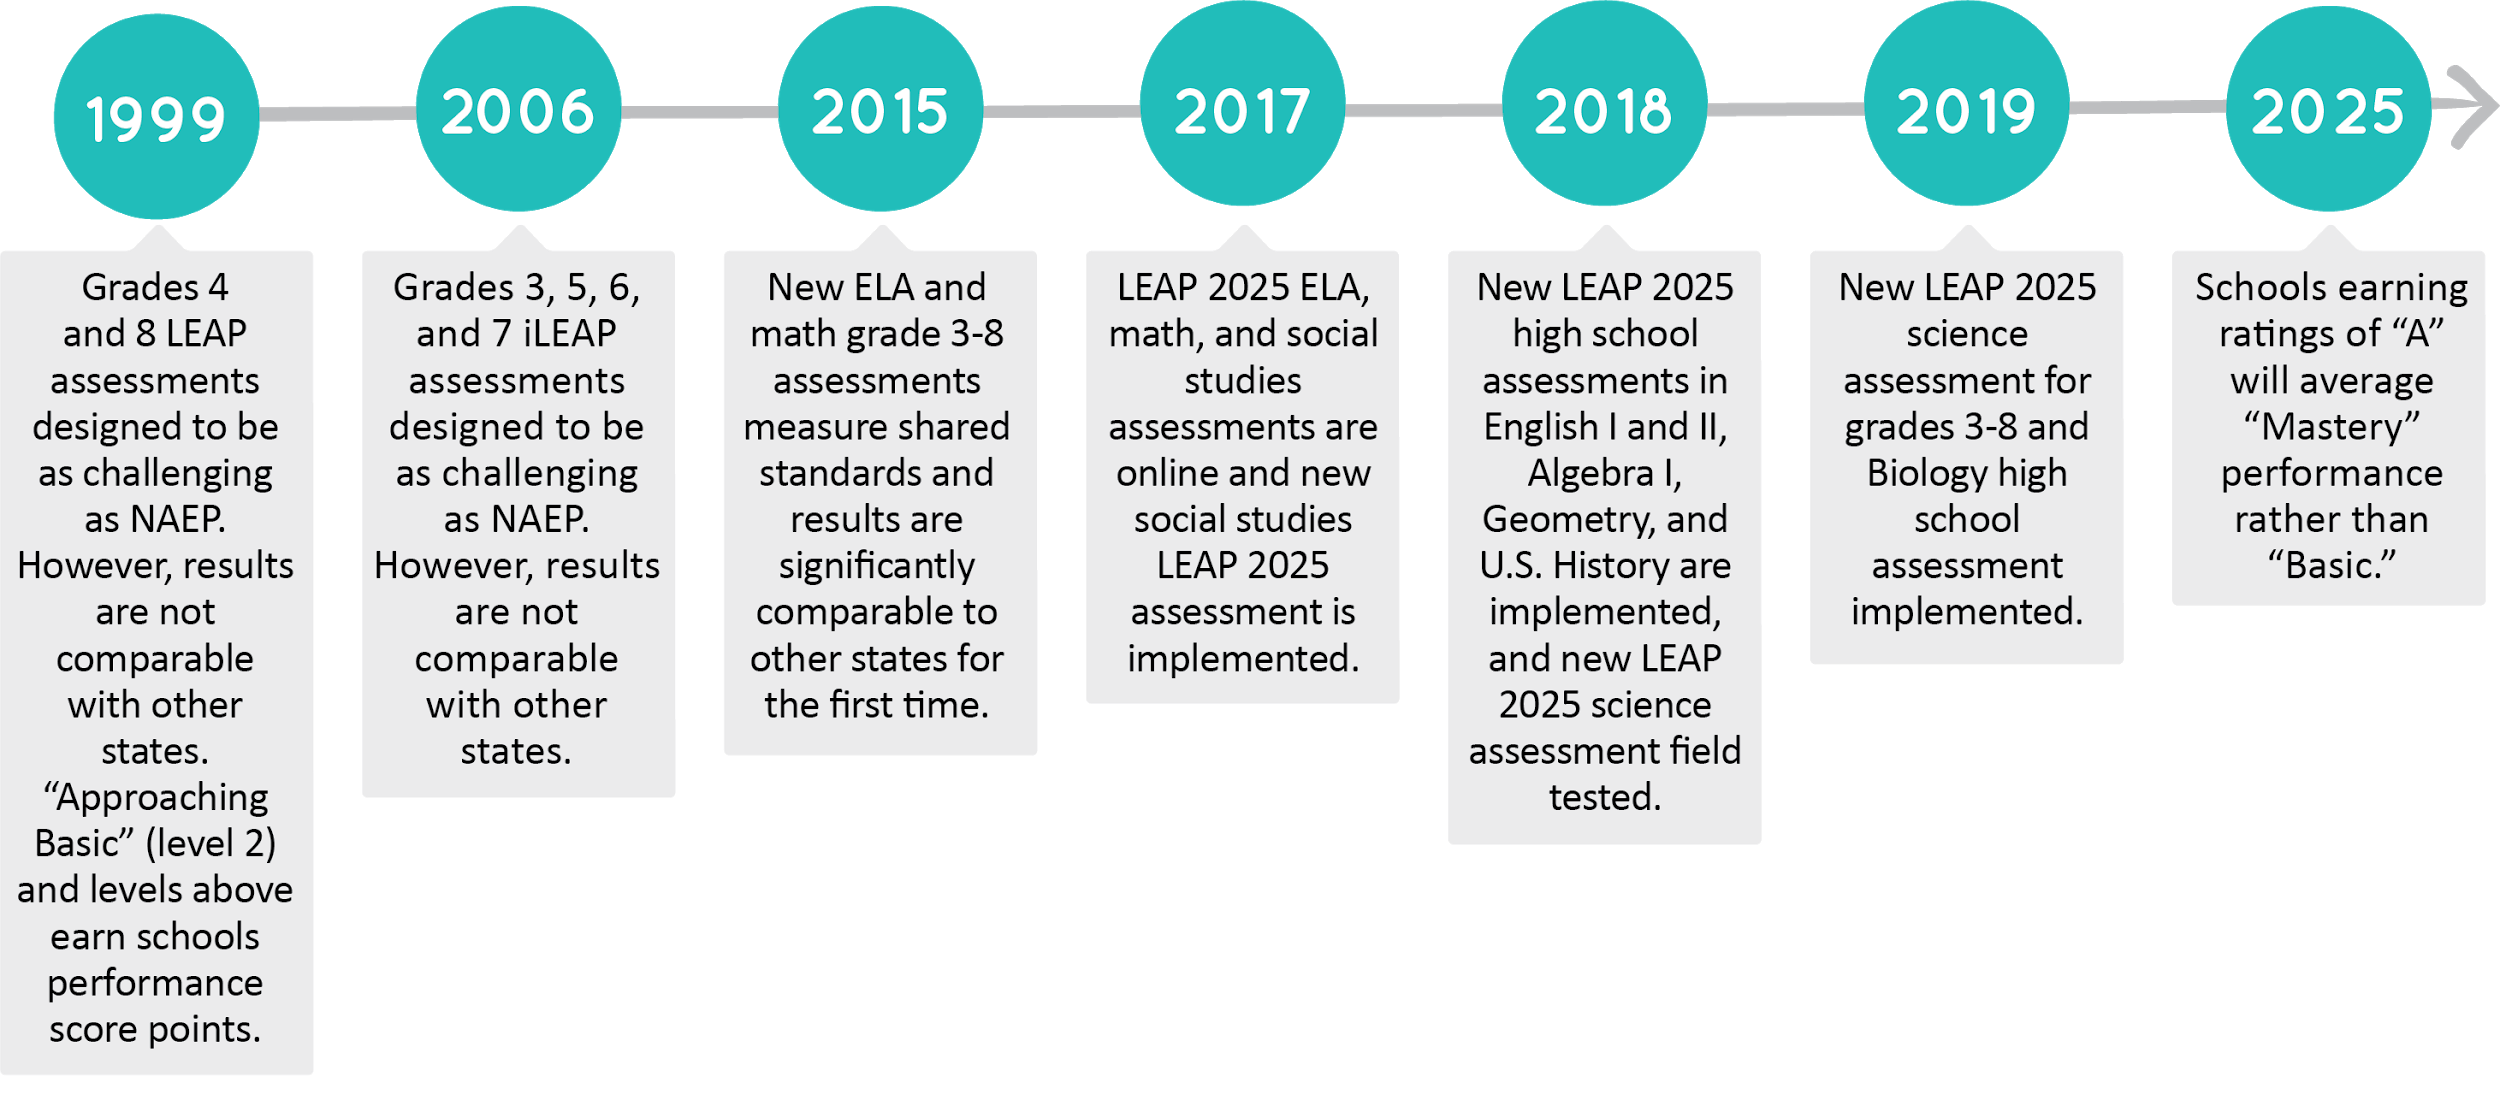 1999
2006
2015
2017
2018
2019
2025
Grades 4
and 8 LEAP
assessments
designed to be
as challenging
as NAEP.
However, results
are not
comparable
with other
states.
“Approaching
Basic” (level 2)
and levels above
earn schools
performance
score points.
Grades 3, 5, 6,
and 7 iLEAP
assessments
designed to be
as challenging
as NAEP.
However, results
are not
comparable
with other
states.
New ELA and
math grade 3-8
assessments
measure shared
standards and
results are
significantly
comparable to
other states for
the first time.
LEAP 2025 ELA,
math, and social
studies
assessments are
online and new
social studies
LEAP 2025
assessment is
implemented.
New LEAP 2025
high school
assessments in
English I and II,
Algebra I,
Geometry, and
U.S. History are
implemented,
and new LEAP
2025 science
assessment field
tested.
New LEAP 2025
science
assessment for
grades 3-8 and
Biology high
school
assessment
implemented.
Schools earning
ratings of “A”
will average
“Mastery”
performance
rather than
“Basic.”